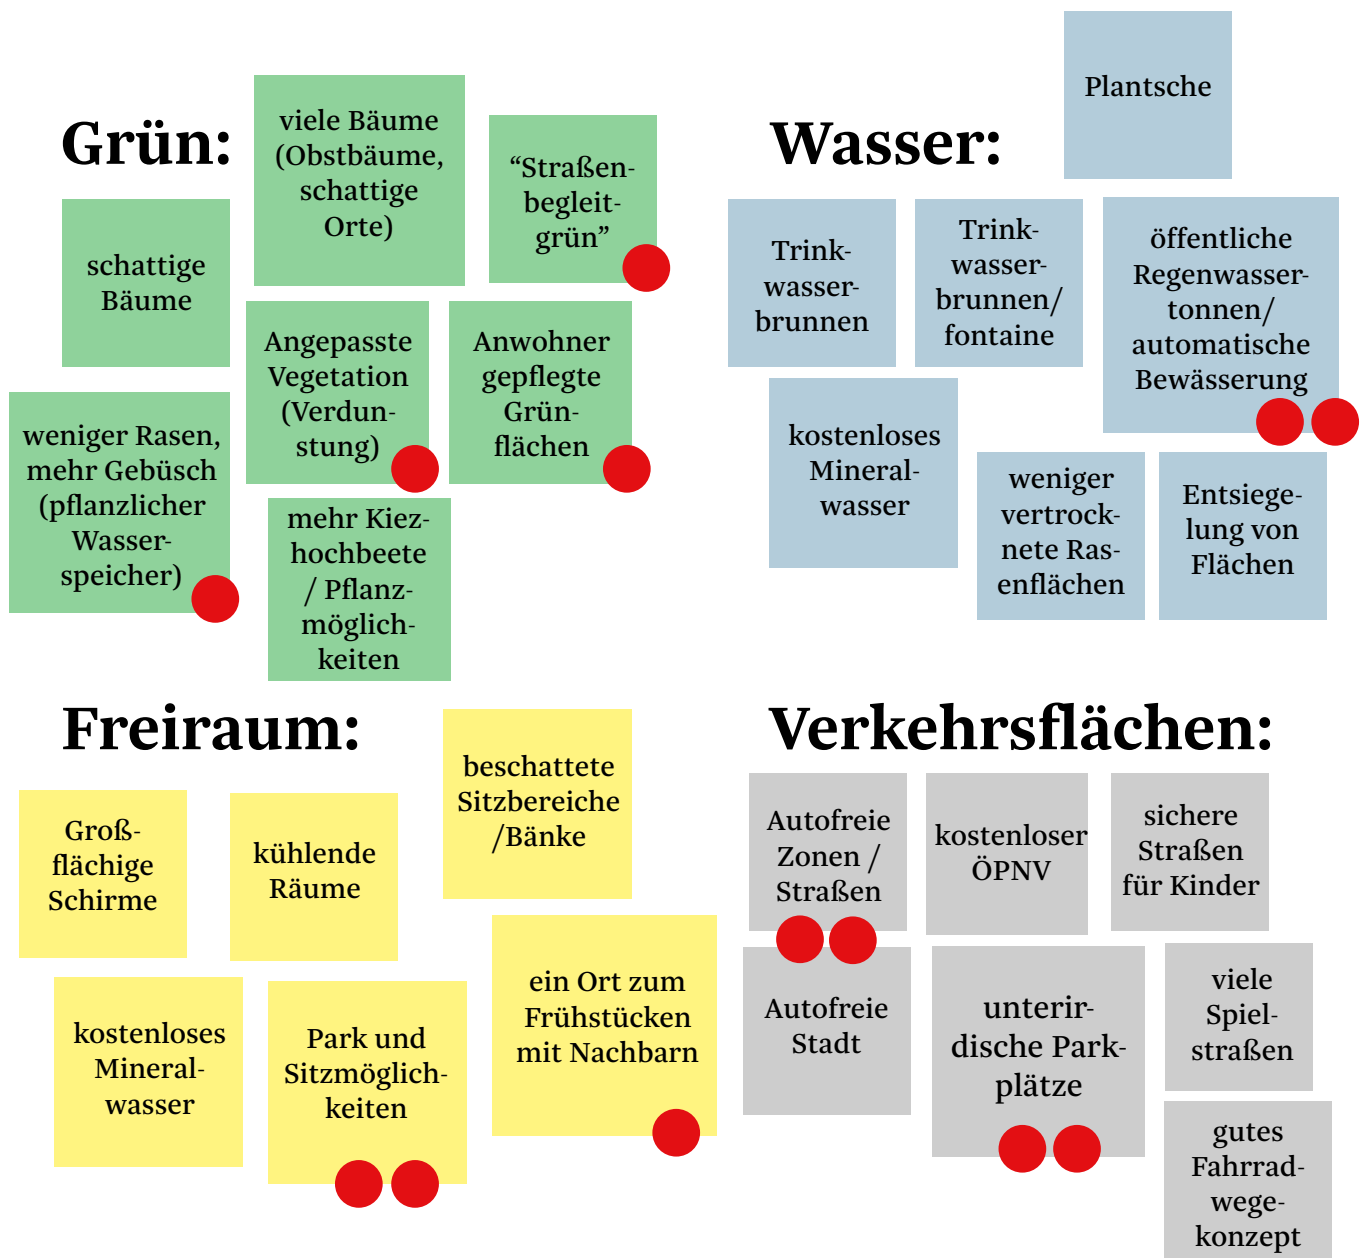 Grün:
viele Bäume
(Obstbäume,
schattige
Orte)
“Straßen-
begleit-
grün”
schattige
Bäume
Angepasste
Vegetation
(Verdun-
stung)
Anwohner
gepflegte
Grün-
flächen
weniger Rasen,
mehr Gebüsch
(pflanzlicher
Wasser-
speicher)
mehr Kiez-
hochbeete
/ Pflanz-
möglich-
keiten
Wasser:
Plantsche
Trink-
wasser-
brunnen
Trink-
wasser-
brunnen/
fontaine
öffentliche
Regenwasser-
tonnen/
automatische
Bewässerung
kostenloses
Mineral-
wasser
weniger
vertrock-
nete Ras-
enflächen
Entsiege-
lung von
Flächen
Freiraum:
beschattete
Sitzbereiche
/Bänke
Groß-
flächige
Schirme
kühlende
Räume
ein Ort zum
Frühstücken
mit Nachbarn
kostenloses
Mineral-
wasser
Park und
Sitzmöglich-
keiten
Verkehrsflächen:
Autofreie
Zonen /
Straßen
kostenloser
ÖPNV
sichere
Straßen
für Kinder
Autofreie
Stadt
unterir-
dische Park-
plätze
viele
Spiel-
straßen
gutes
Fahrrad-
wege-
konzept